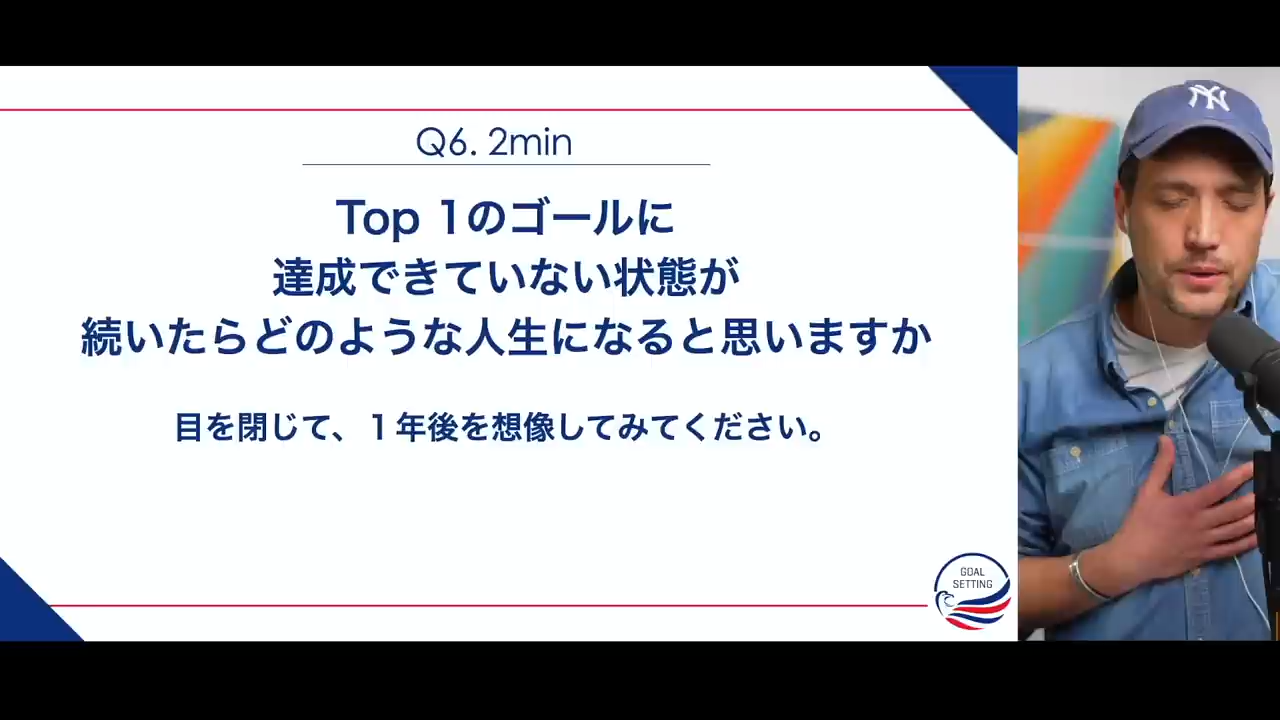 Q6. 2min
Top 1のゴールに
達成できていない状態が
続いたらどのような人生になると思いますか
目を閉じて、１年後を想像してみてください。
GOAL
SETTING
NY